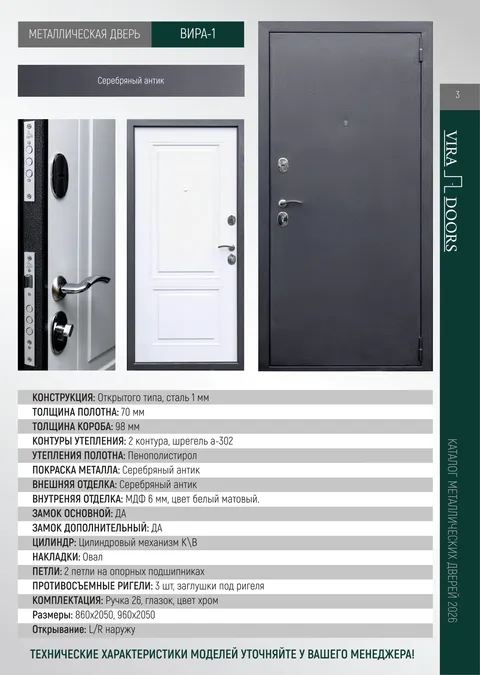 МЕТАЛЛИЧЕСКАЯ ДВЕРЬ
ВИРА-1
Серебряный антик
3
VIRA DOORS
КАТАЛОГ МЕТАЛЛИЧЕСКИХ ДВЕРЕЙ 2026
КОНСТРУКЦИЯ: Открытого типа, сталь 1 мм
ТОЛЩИНА ПОЛОТНА: 70 мм
ТОЛЩИНА КОРОБА: 98 мм
КОНТУРЫ УТЕПЛЕНИЯ: 2 контура, шрегель а-302
УТЕПЛЕНИЯ ПОЛОТНА: Пенополистирол
ПОКРАСКА МЕТАЛЛА: Серебряный антик
ВНЕШНЯЯ ОТДЕЛКА: Серебряный антик
ВНУТРЕНЯЯ ОТДЕЛКА: МДФ 6 мм, цвет белый матовый.
ЗАМОК ОСНОВНОЙ: ДА
ЗАМОК ДОПОЛНИТЕЛЬНЫЙ: ДА
ЦИЛИНДР: Цилиндровый механизм К\В
НАКЛАДКИ: Овал
ПЕТЛИ: 2 петли на опорных подшипниках
ПРОТИВОСЪЕМНЫЕ РИГЕЛИ: 3 шт, заглушки под ригеля
КОМПЛЕКТАЦИЯ: Ручка 26, глазок, цвет хром
Размеры: 860х2050, 960х2050
Открывание: L/R наружу
ТЕХНИЧЕСКИЕ ХАРАКТЕРИСТИКИ МОДЕЛЕЙ УТОЧНЯЙТЕ У ВАШЕГО МЕНЕДЖЕРА!